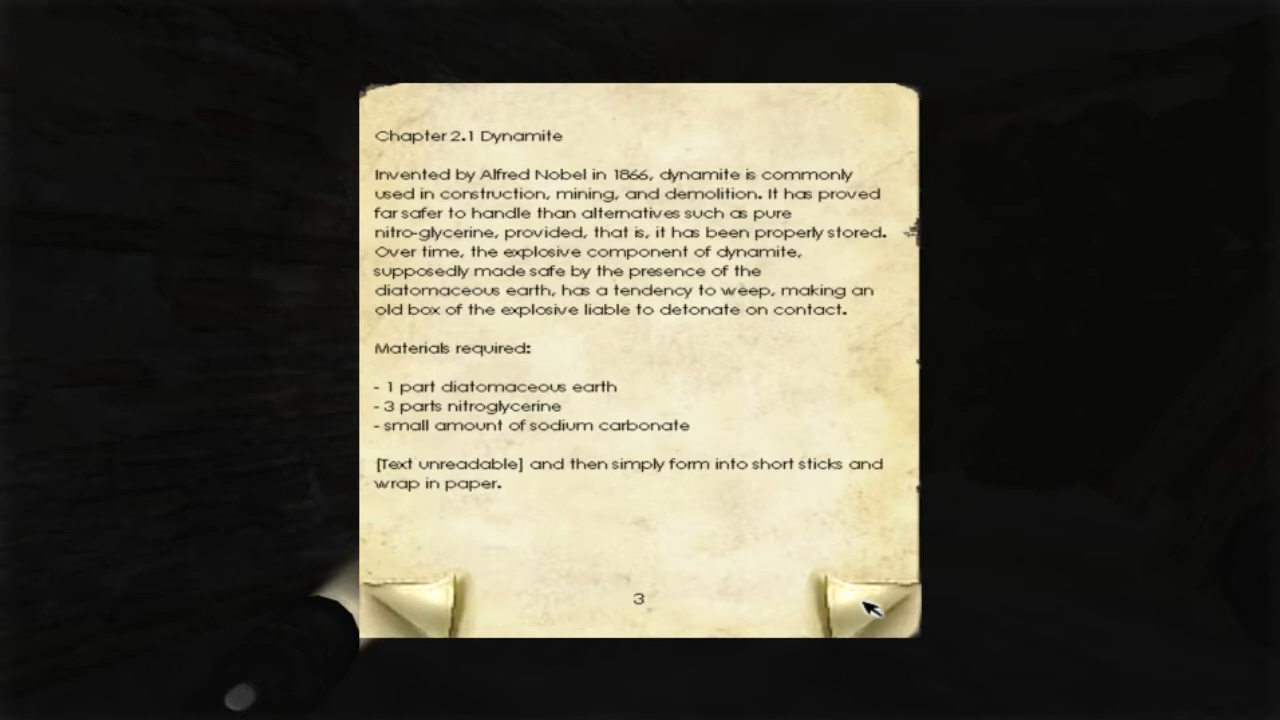 Chapter 2.1 Dynamite
Invented by Alfred Nobel in 1866, dynamite is commonly
used in construction, mining, and demolition. It has proved
far safer to handle than alternatives such as pure
nitro-glycerine, provided, that is, it has been properly stored.
Over time, the explosive component of dynamite,
supposedly made safe by the presence of the
diatomaceous earth, has a tendency to weep, making an
old box of the explosive liable to detonate on contact.
Materials required:
- 1 part diatomaceous earth
- 3 parts nitroglycerine
- small amount of sodium carbonate
[Text unreadable] and then simply form into short sticks and
wrap in paper.
3